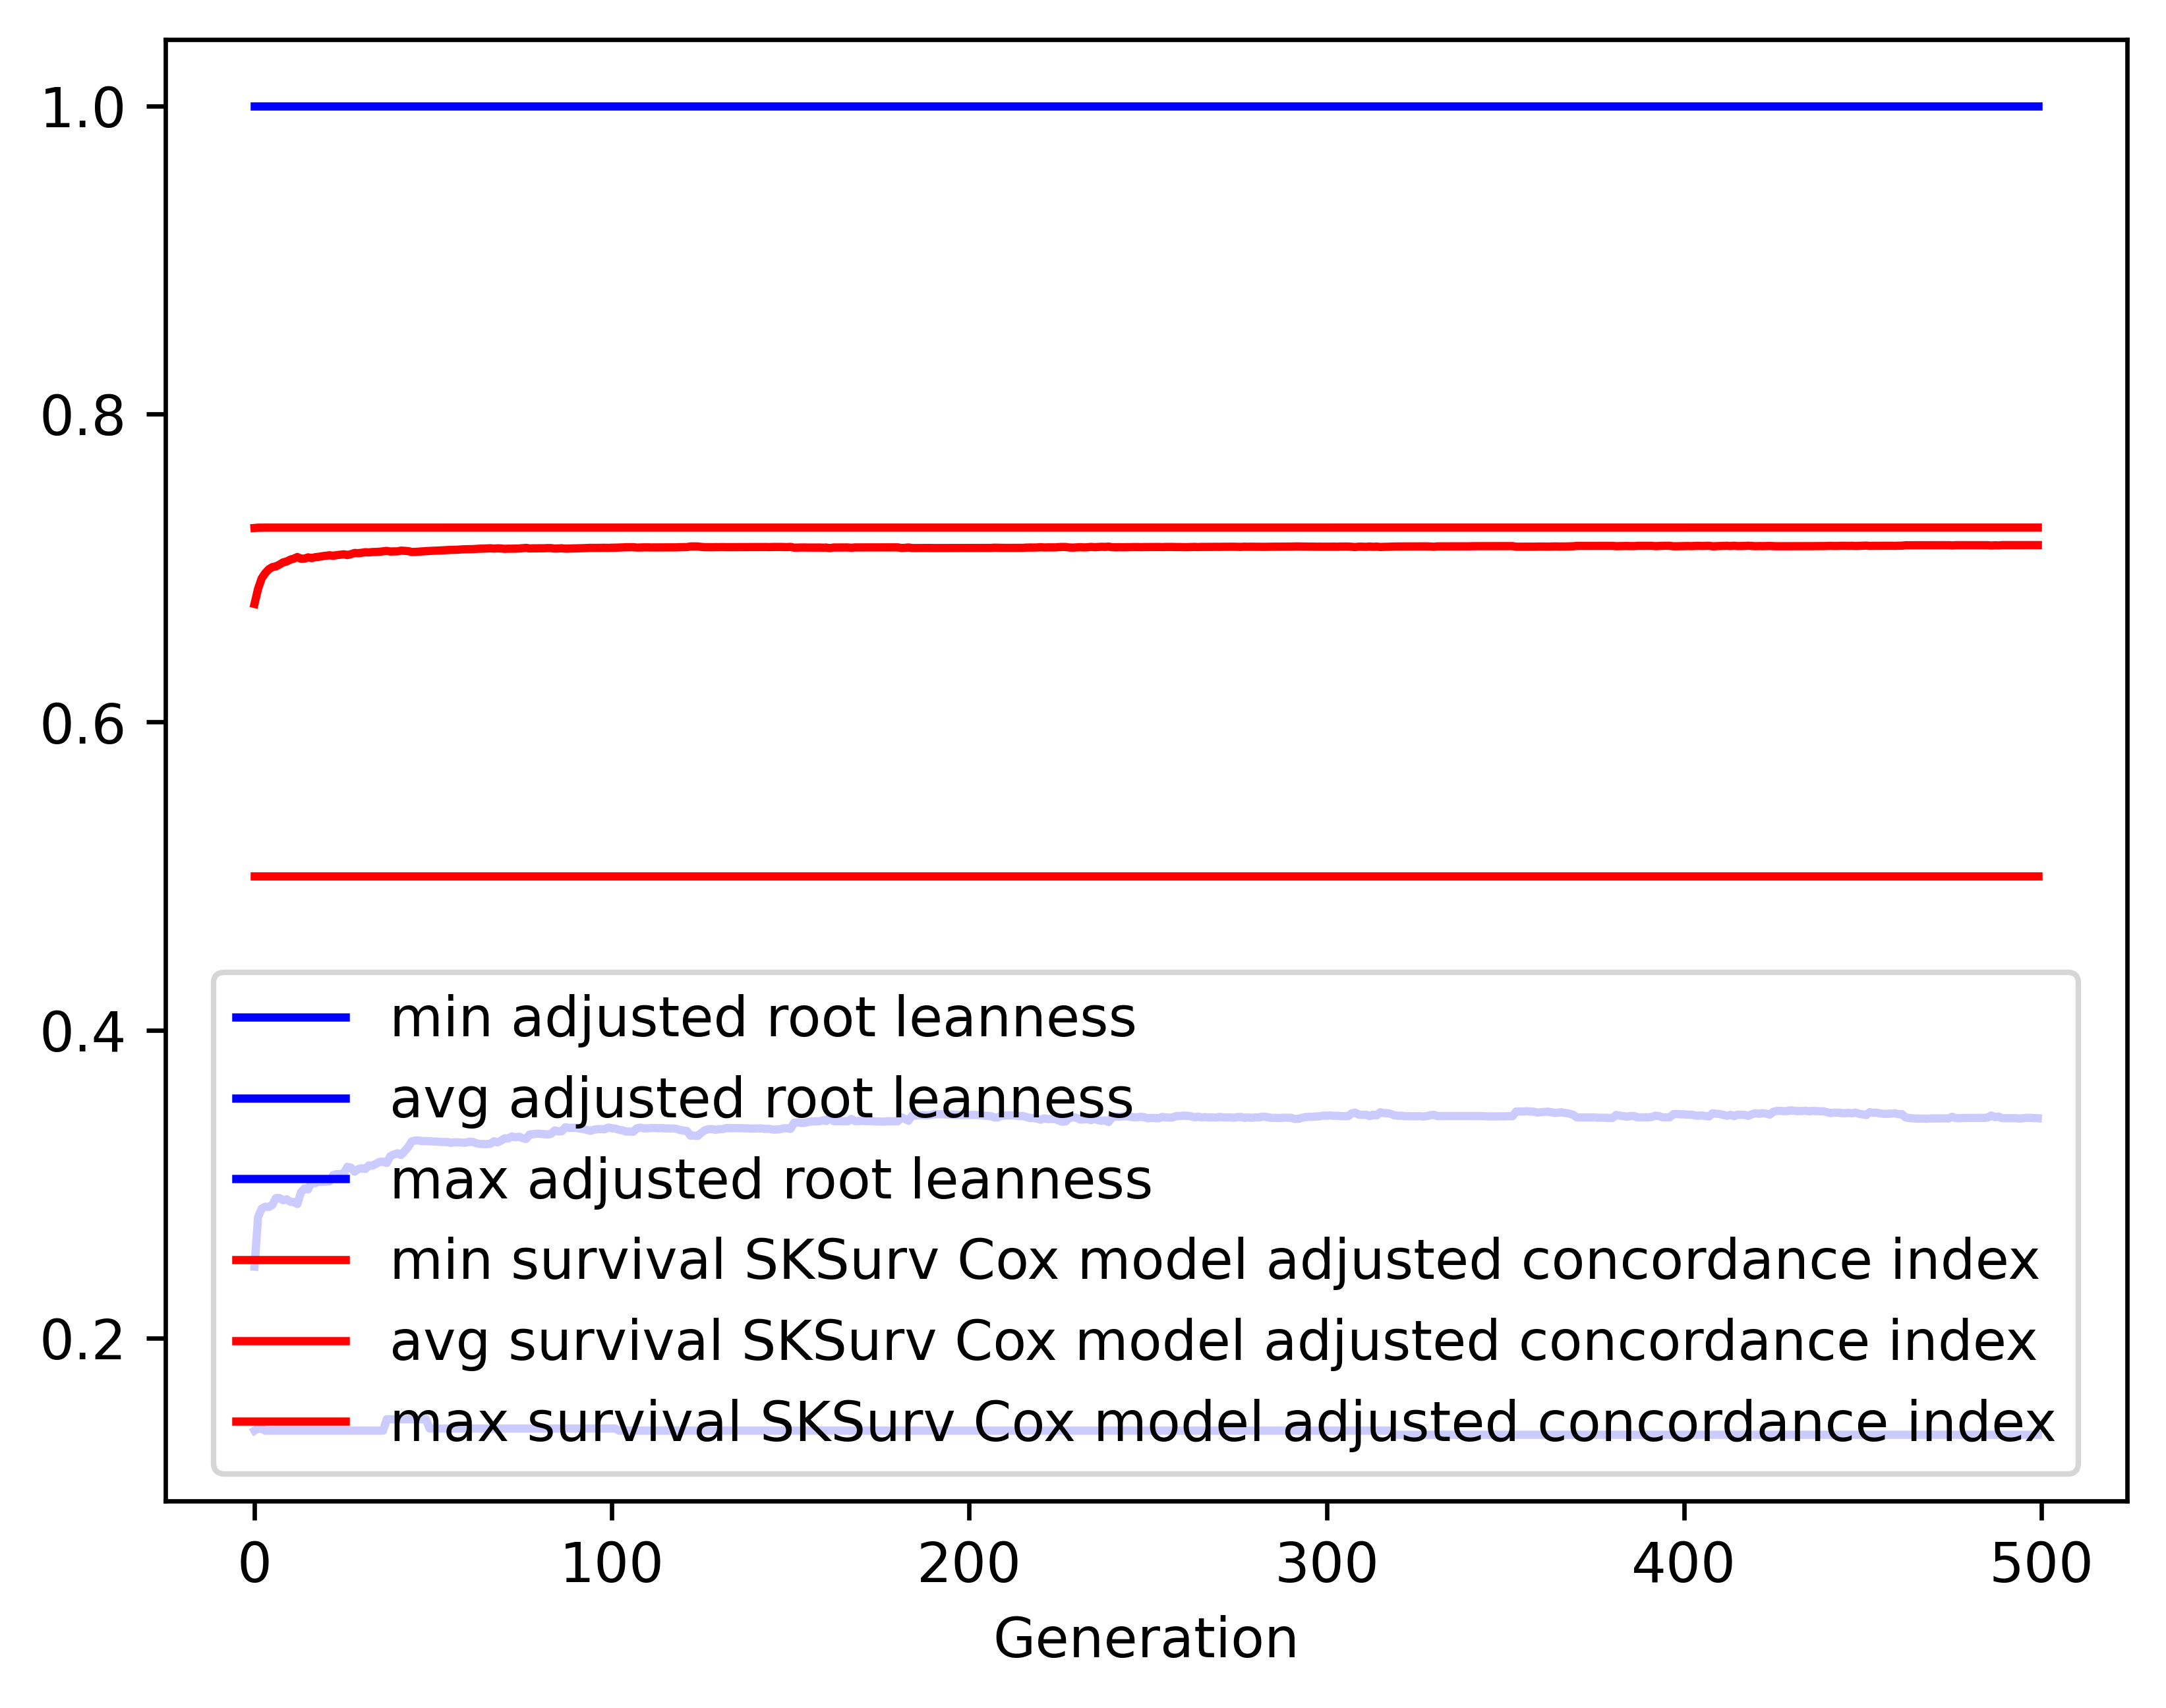 1.0
0.8
0.6
0.4
0.2
min adjusted root leanness
avg adjusted root leanness
max adjusted root leanness
min survival SKSurv Cox model adjusted concordance index
avg survival SKSurv Cox model adjusted concordance index
max survival SKSurv Cox model adjusted concordance index
0 100 200 300 400 500
Generation